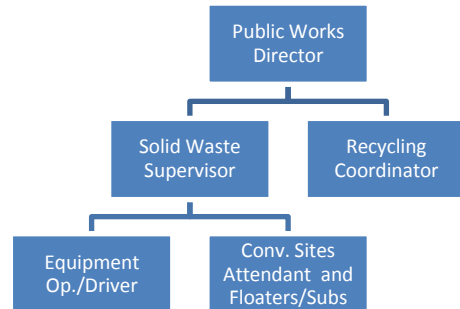 Public Works
Director
Solid Waste
Supervisor
Recycling
Coordinator
Equipment
Op./Driver
Conv. Sites
Attendant and
Floaters/Subs